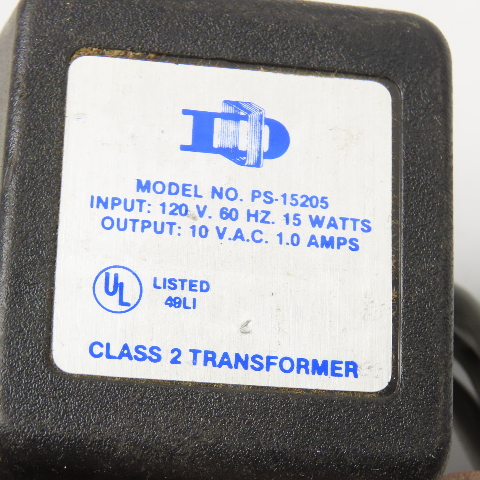 MODEL NO. PS-15205
INPUT: 120 V. 60 HZ. 15 WATTS
OUTPUT: 10 V.A.C. 1.0 AMPS
UL LISTED
49LI
CLASS 2 TRANSFORMER